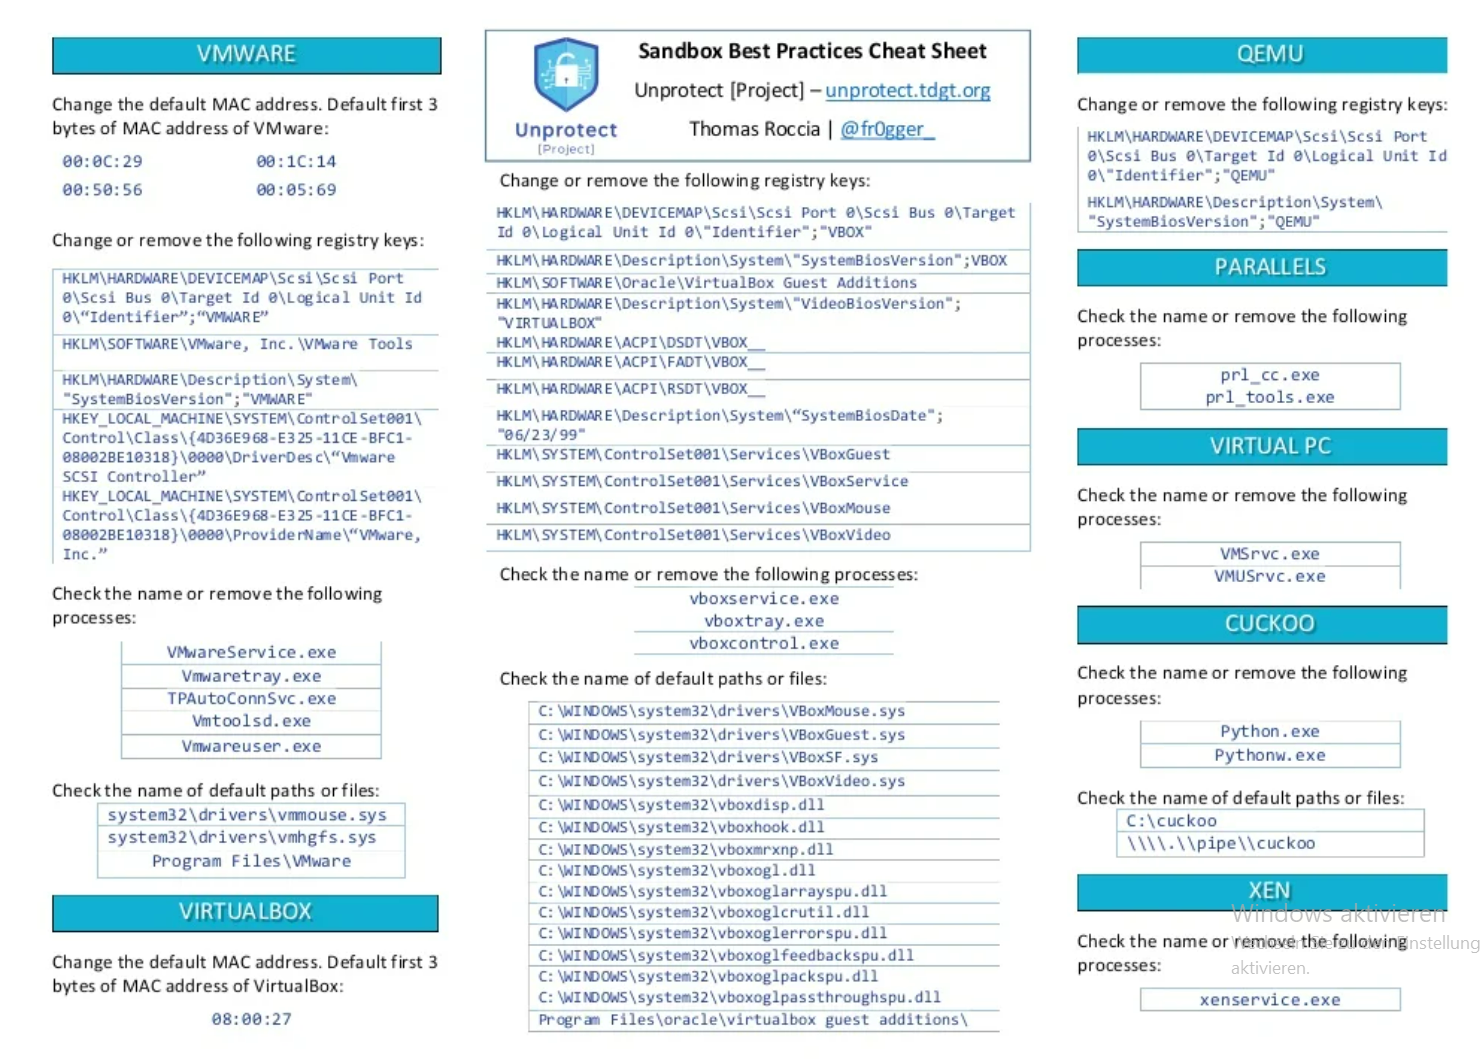 VMWARE
Change the default MAC address. Default first 3
bytes of MAC address of VMware:
00:0C:29 00:1C:14
00:50:56 00:05:69
Change or remove the following registry keys:
HKLM\HARDWARE\DEVICEMAP\Scsi\Scsi Port
0\Scsi Bus 0\Target Id 0\Logical Unit Id
0\“Identifier”;“VMWARE”
HKLM\SOFTWARE\VMware, Inc.\VMware Tools
HKLM\HARDWARE\Description\System\
"SystemBiosVersion";"VMWARE"
HKEY_LOCAL_MACHINE\SYSTEM\ControlSet001\
Control\Class\{4D36E968-E325-11CE-BFC1-
08002BE10318}\0000\DriverDesc\“Vmware
SCSI Controller”
HKEY_LOCAL_MACHINE\SYSTEM\ControlSet001\
Control\Class\{4D36E968-E325-11CE-BFC1-
08002BE10318}\0000\ProviderName\“VMware,
Inc.”
Check the name or remove the following
processes:
VMwareService.exe
Vmwaretray.exe
TPAutoConnSvc.exe
Vmtoolsd.exe
Vmwareuser.exe
Check the name of default paths or files:
system32\drivers\vmmouse.sys
system32\drivers\vmhgfs.sys
Program Files\VMware
VIRTUALBOX
Change the default MAC address. Default first 3
bytes of MAC address of VirtualBox:
08:00:27
Unprotect
[Project]
Sandbox Best Practices Cheat Sheet
Unprotect [Project] – unprotect.tdgt.org
Thomas Roccia | @fr0gger_
Change or remove the following registry keys:
HKLM\HARDWARE\DEVICEMAP\Scsi\Scsi Port 0\Scsi Bus 0\Target
Id 0\Logical Unit Id 0\"Identifier";"VBOX"
HKLM\HARDWARE\Description\System\"SystemBiosVersion";VBOX
HKLM\SOFTWARE\Oracle\VirtualBox Guest Additions
HKLM\HARDWARE\Description\System\"VideoBiosVersion";
"VIRTUALBOX"
HKLM\HARDWARE\ACPI\DSDT\VBOX__
HKLM\HARDWARE\ACPI\FADT\VBOX__
HKLM\HARDWARE\ACPI\RSDT\VBOX__
HKLM\HARDWARE\Description\System\“SystemBiosDate";
"06/23/99"
HKLM\SYSTEM\ControlSet001\Services\VBoxGuest
HKLM\SYSTEM\ControlSet001\Services\VBoxService
HKLM\SYSTEM\ControlSet001\Services\VBoxMouse
HKLM\SYSTEM\ControlSet001\Services\VBoxVideo
Check the name or remove the following processes:
vboxservice.exe
vboxtray.exe
vboxcontrol.exe
Check the name of default paths or files:
C:\WINDOWS\system32\drivers\VBoxMouse.sys
C:\WINDOWS\system32\drivers\VBoxGuest.sys
C:\WINDOWS\system32\drivers\VBoxSF.sys
C:\WINDOWS\system32\drivers\VBoxVideo.sys
C:\WINDOWS\system32\vboxdisp.dll
C:\WINDOWS\system32\vboxhook.dll
C:\WINDOWS\system32\vboxmrxnp.dll
C:\WINDOWS\system32\vboxogl.dll
C:\WINDOWS\system32\vboxoglarrayspu.dll
C:\WINDOWS\system32\vboxoglcrutil.dll
C:\WINDOWS\system32\vboxoglerrorspu.dll
C:\WINDOWS\system32\vboxoglfeedbackspu.dll
C:\WINDOWS\system32\vboxoglpackspu.dll
C:\WINDOWS\system32\vboxoglpassthroughspu.dll
Program Files\oracle\virtualbox guest additions\
QEMU
Change or remove the following registry keys:
HKLM\HARDWARE\DEVICEMAP\Scsi\Scsi Port
0\Scsi Bus 0\Target Id 0\Logical Unit Id
0\"Identifier";"QEMU"
HKLM\HARDWARE\Description\System\
"SystemBiosVersion";"QEMU"
PARALLELS
Check the name or remove the following
processes:
prl_cc.exe
prl_tools.exe
VIRTUAL PC
Check the name or remove the following
processes:
VMSrvc.exe
VMUSrvc.exe
CUCKOO
Check the name or remove the following
processes:
Python.exe
Pythonw.exe
Check the name of default paths or files:
C:\cuckoo
\\\\.\\pipe\\cuckoo
XEN
Check the name or remove the following
processes:
xenservice.exe
Windows aktivieren
Wechseln Sie zu den Einstellung
aktivieren.